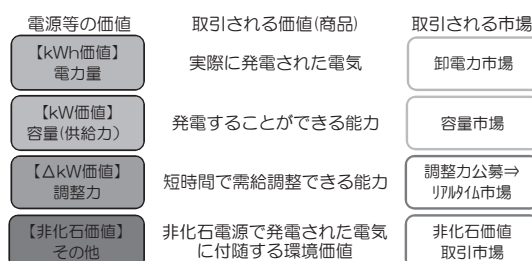 電源等の価値 取引される価値(商品) 取引される市場
【kWh価値】
電力量
実際に発電された電気
卸電力市場
【kW価値】
容量(供給力)
発電することができる能力
容量市場
【ΔkW価値】
調整力
短時間で需給調整できる能力
調整力公募⇒
リアルタイム市場
【非化石価値】
その他
非化石電源で発電された電気
に付随する環境価値
非化石価値
取引市場